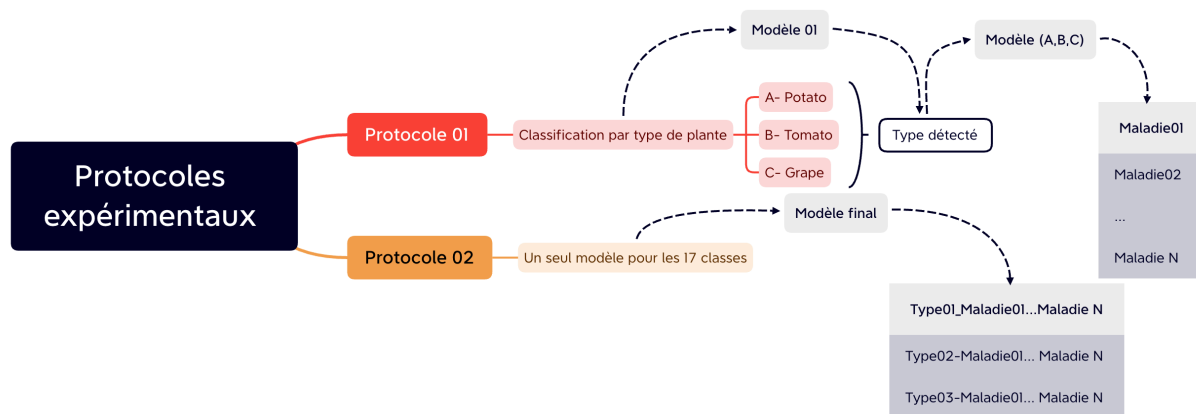 Protocoles
expérimentaux
Protocole 01
Classification par type de plante
Modèle 01
A- Potato
B- Tomato
C- Grape
Type détecté
Modèle (A,B,C)
Maladie01
Maladie02
...
Maladie N
Protocole 02
Un seul modèle pour les 17 classes
Modèle final
Type01_Maladie01...Maladie N
Type02-Maladie01... Maladie N
Type03-Maladie01... Maladie N